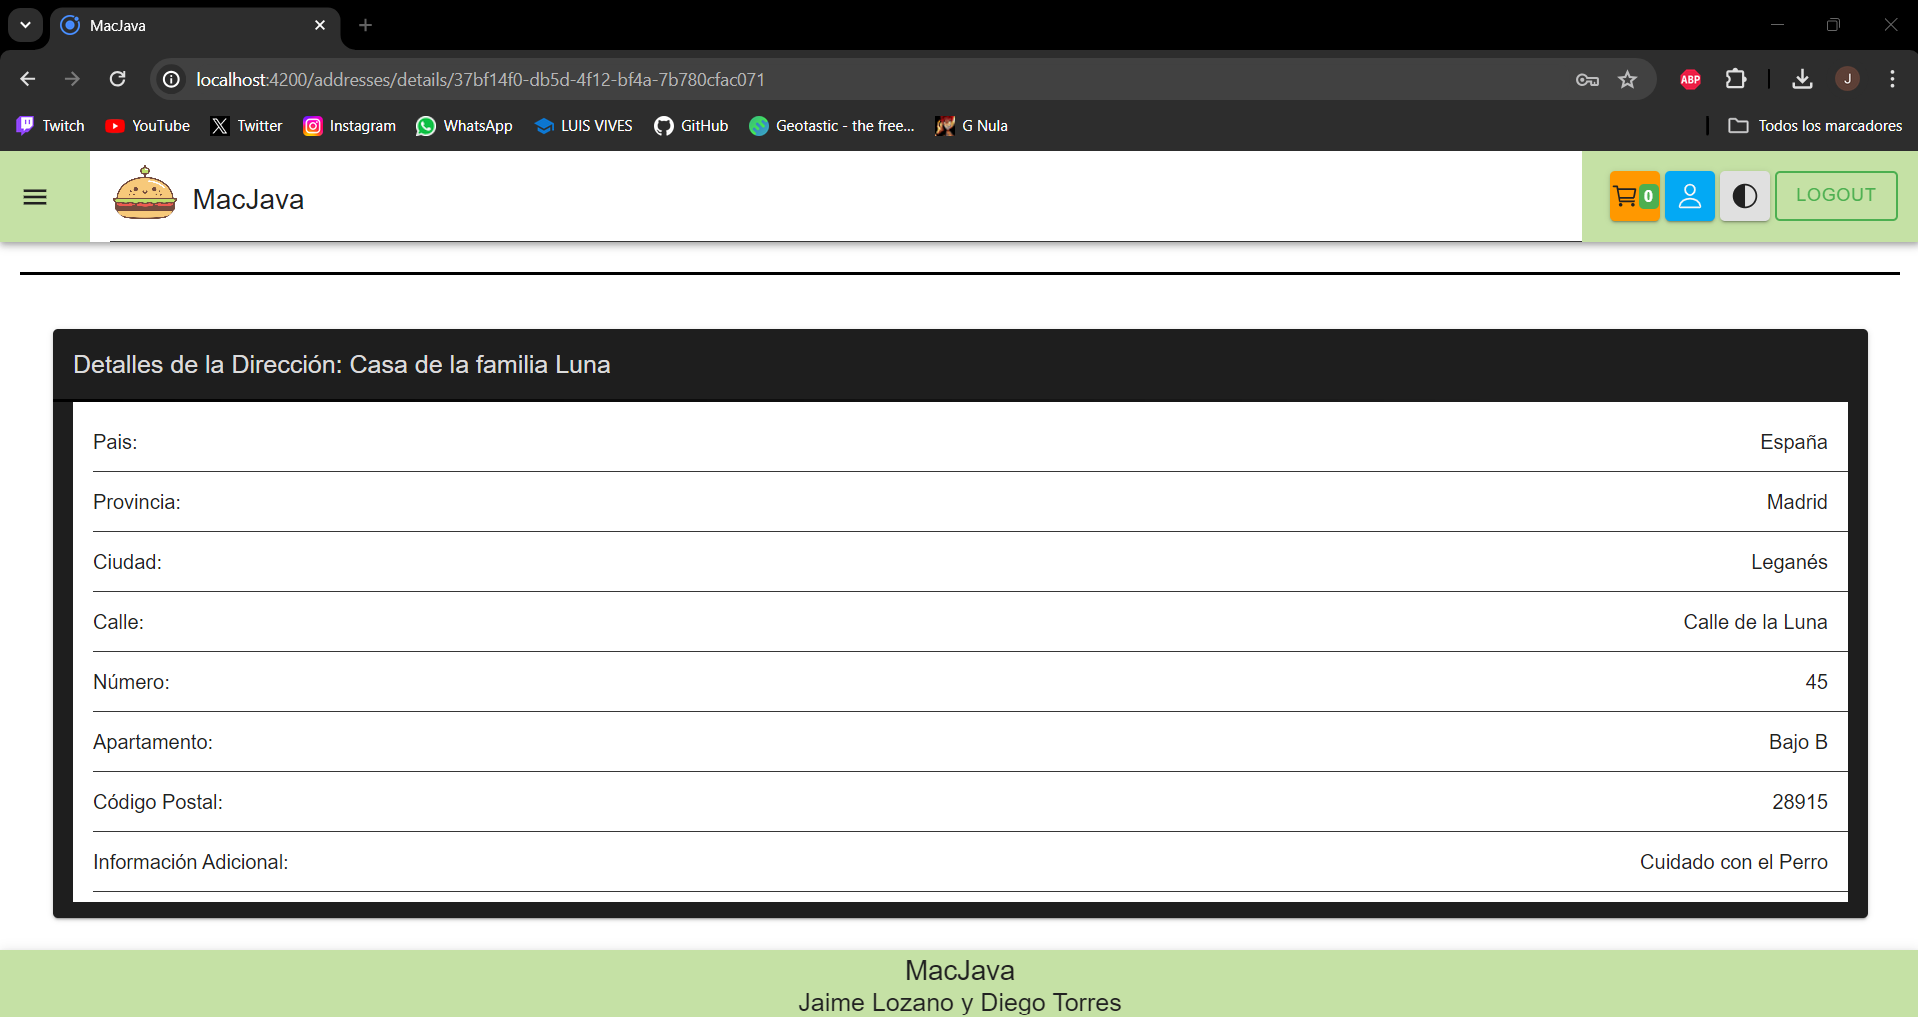 MacJava
localhost:4200/addresses/details/37bf14f0-db5d-4f12-bf4a-7b780cfac071
ABP
J
Twitch YouTube Twitter Instagram WhatsApp LUIS VIVES GitHub Geotastic - the free... G Nula Todos los marcadores
MacJava
0
LOGOUT
Detalles de la Dirección: Casa de la familia Luna
Pais: España
Provincia: Madrid
Ciudad: Leganés
Calle: Calle de la Luna
Número: 45
Apartamento: Bajo B
Código Postal: 28915
Información Adicional: Cuidado con el Perro
MacJava
Jaime Lozano y Diego Torres